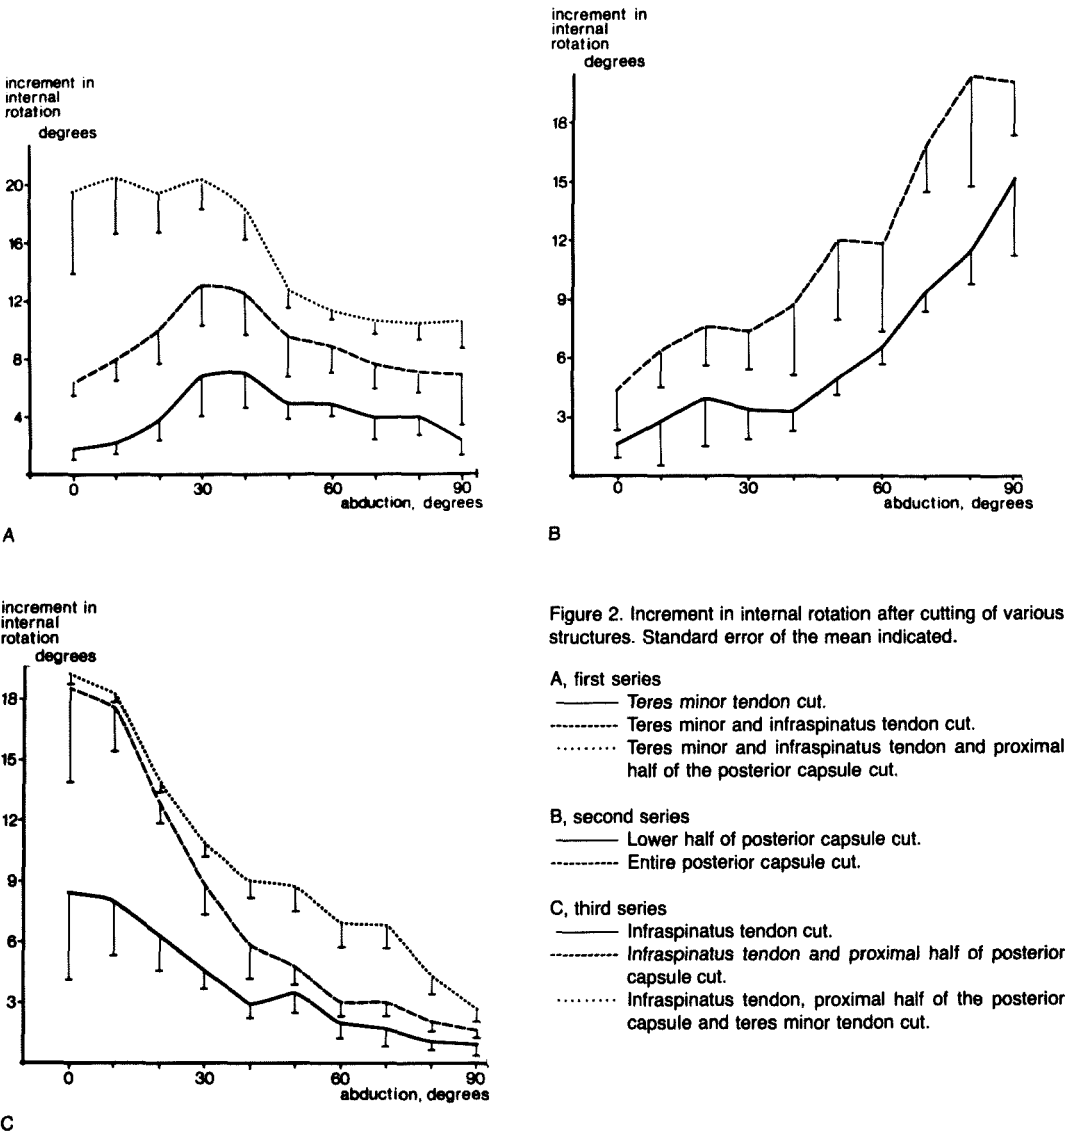 increment in
internal
rotation
degrees
20
16
12
8
4
0
30
60
90
abduction, degrees
A
increment in
internal
rotation
degrees
18
15
12
9
6
3
0
30
60
90
abduction, degrees
B
increment in
internal
rotation
degrees
18
15
12
9
6
3
0
30
60
90
abduction, degrees
C
Figure 2. Increment in internal rotation after cutting of various
structures. Standard error of the mean indicated.
A, first series
Teres minor tendon cut.
Teres minor and infraspinatus tendon cut.
Teres minor and infraspinatus tendon and proximal
half of the posterior capsule cut.
B, second series
Lower half of posterior capsule cut.
Entire posterior capsule cut.
C, third series
Infraspinatus tendon cut.
Infraspinatus tendon and proximal half of posterior
capsule cut.
Infraspinatus tendon, proximal half of the posterior
capsule and teres minor tendon cut.